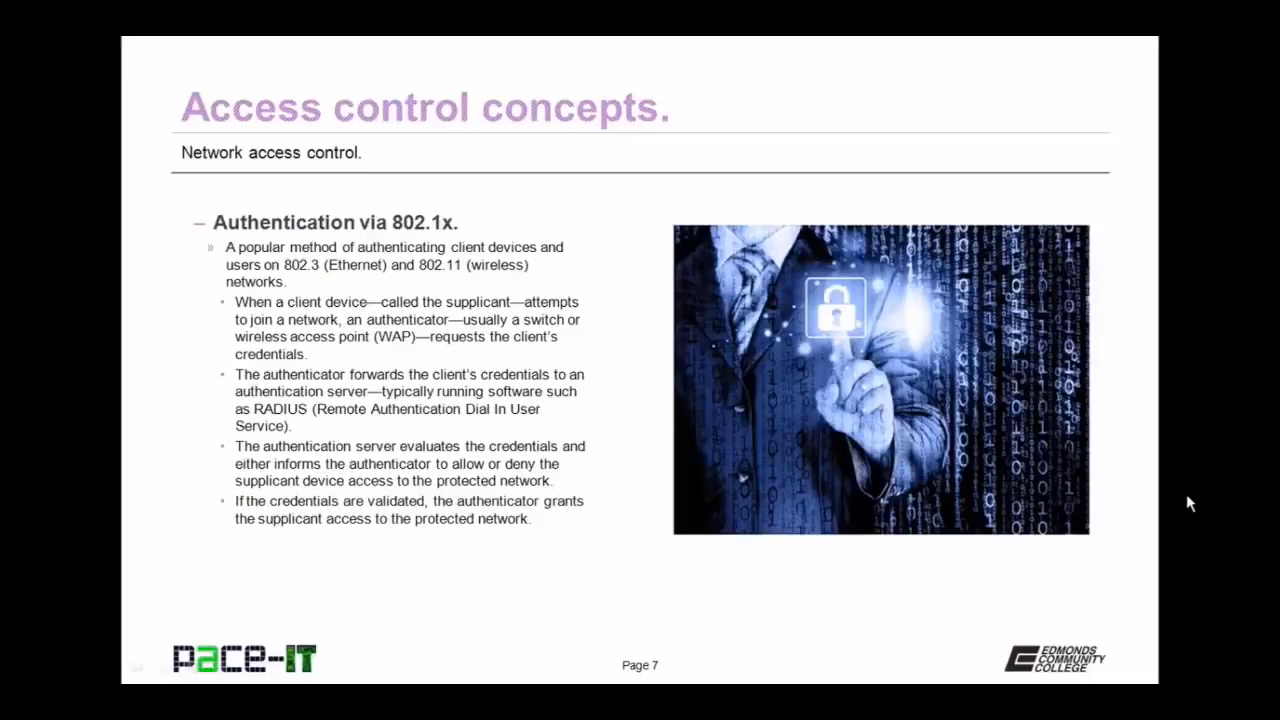 Access control concepts.
Network access control.
– Authentication via 802.1x.
» A popular method of authenticating client devices and
users on 802.3 (Ethernet) and 802.11 (wireless)
networks.
• When a client device—called the supplicant—attempts
to join a network, an authenticator—usually a switch or
wireless access point (WAP)—requests the client's
credentials.
• The authenticator forwards the client's credentials to an
authentication server—typically running software such
as RADIUS (Remote Authentication Dial In User
Service).
• The authentication server evaluates the credentials and
either informs the authenticator to allow or deny the
supplicant device access to the protected network.
• If the credentials are validated, the authenticator grants
the supplicant access to the protected network.
pace-IT
Page 7
EDMONDS
COMMUNITY
COLLEGE